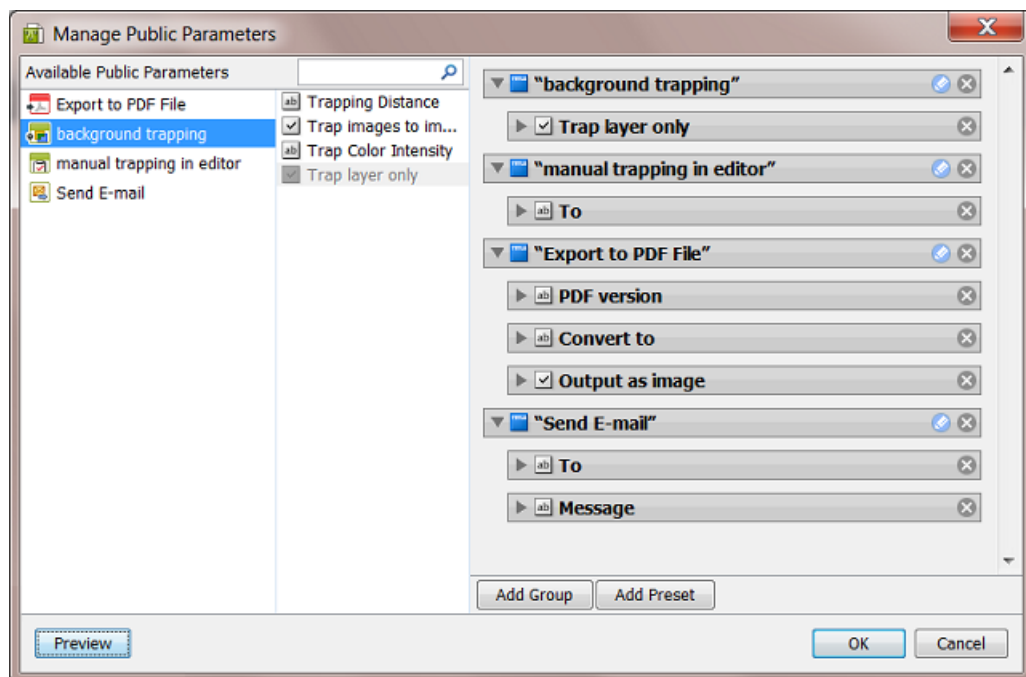 Manage Public Parameters
Available Public Parameters
Export to PDF File
background trapping
manual trapping in editor
Send E-mail
Trapping Distance
Trap images to im...
Trap Color Intensity
Trap layer only
"background trapping"
Trap layer only
"manual trapping in editor"
To
"Export to PDF File"
PDF version
Convert to
Output as image
"Send E-mail"
To
Message
Add Group
Add Preset
Preview
OK
Cancel